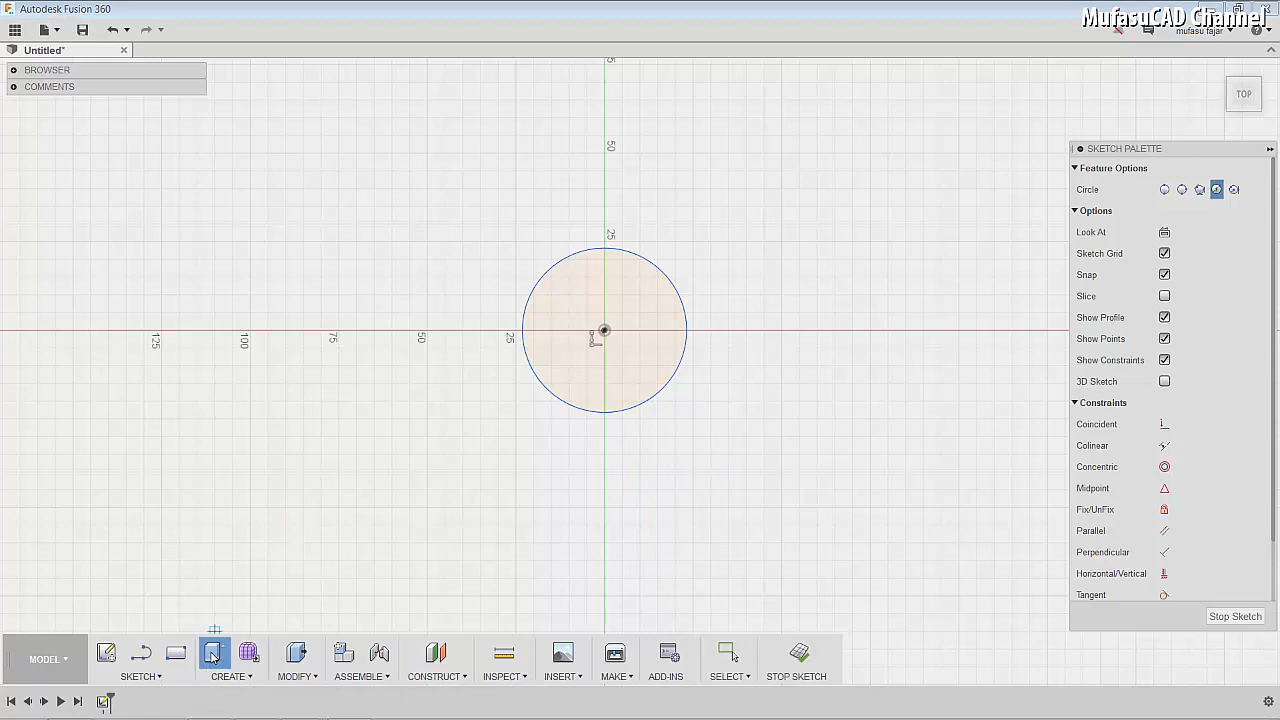 Autodesk Fusion 360
MufasuCAD Channel
mufasu fajar
Untitled*
BROWSER
COMMENTS
TOP
5
50
25
125
100
75
50
25
SKETCH PALETTE
Feature Options
Circle
Options
Look At
Sketch Grid
Snap
Slice
Show Profile
Show Points
Show Constraints
3D Sketch
Constraints
Coincident
Colinear
Concentric
Midpoint
Fix/UnFix
Parallel
Perpendicular
Horizontal/Vertical
Tangent
Stop Sketch
MODEL
SKETCH
CREATE
MODIFY
ASSEMBLE
CONSTRUCT
INSPECT
INSERT
MAKE
ADD-INS
SELECT
STOP SKETCH